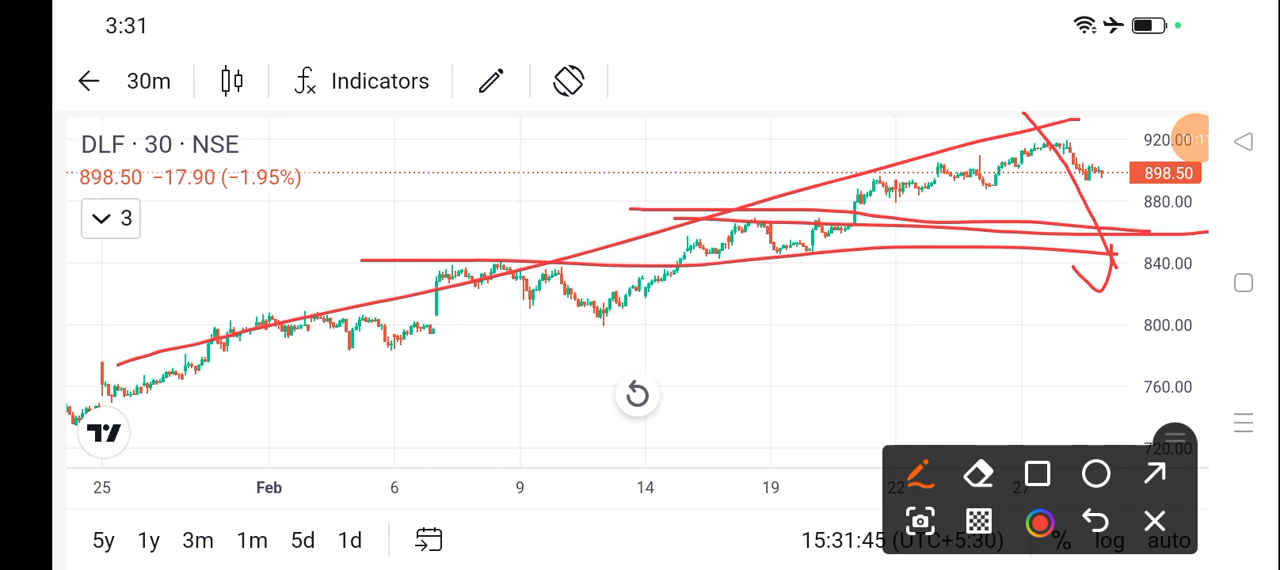 3:31
30m
Indicators
DLF · 30 · NSE
898.50 −17.90 (−1.95%)
3
920.00
898.50
880.00
840.00
800.00
760.00
720.00
25 Feb 6 9 14 19 22 27
5y 1y 3m 1m 5d 1d 15:31:45 (UTC+5:30) % log auto